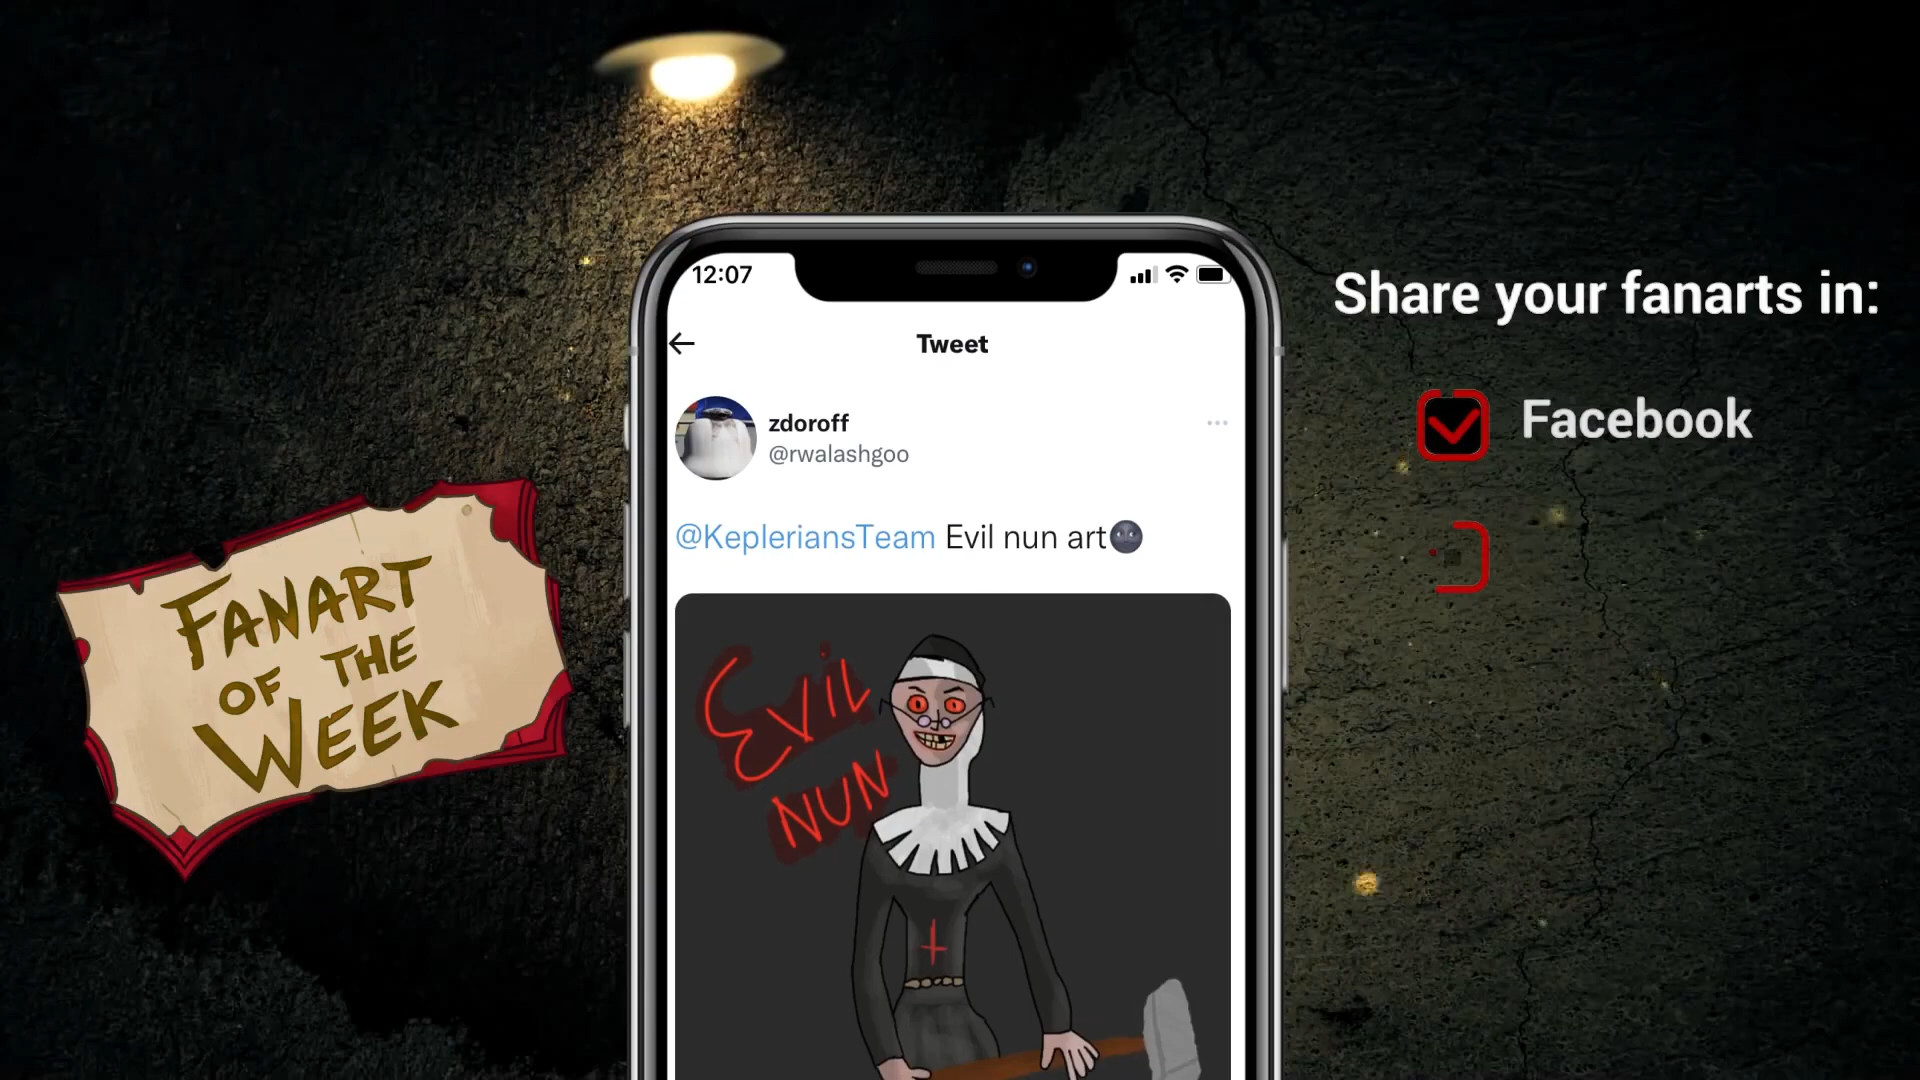 FANART
OF THE
WEEK
12:07
Tweet
zdoroff
@rwalashgoo
@KepleriansTeam Evil nun art🌚
EVIL
NUN
Share your fanarts in:
Facebook